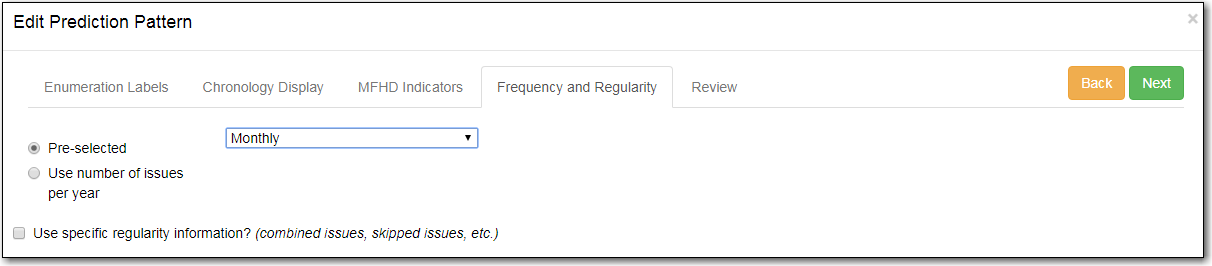 Edit Prediction Pattern
×
Enumeration Labels Chronology Display MFHD Indicators Frequency and Regularity Review Back Next
Pre-selected Monthly
Use number of issues
per year
Use specific regularity information? (combined issues, skipped issues, etc.)